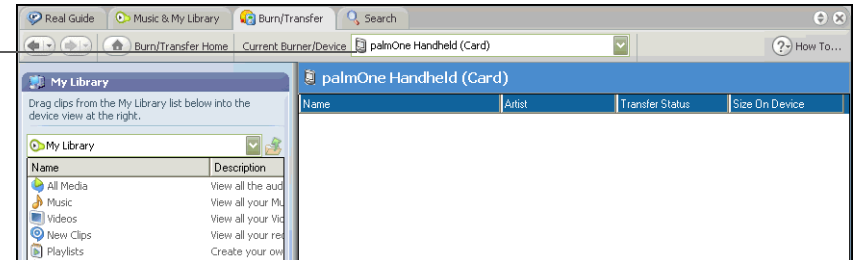 Real Guide Music & My Library Burn/Transfer Search
Burn/Transfer Home Current Burner/Device palmOne Handheld (Card) How To...
My Library
Drag clips from the My Library list below into the
device view at the right.
My Library
Name Description
All Media View all the aud
Music View all your Mu
Videos View all your Vid
New Clips View all your rec
Playlists Create your ow
palmOne Handheld (Card)
Name Artist Transfer Status Size On Device